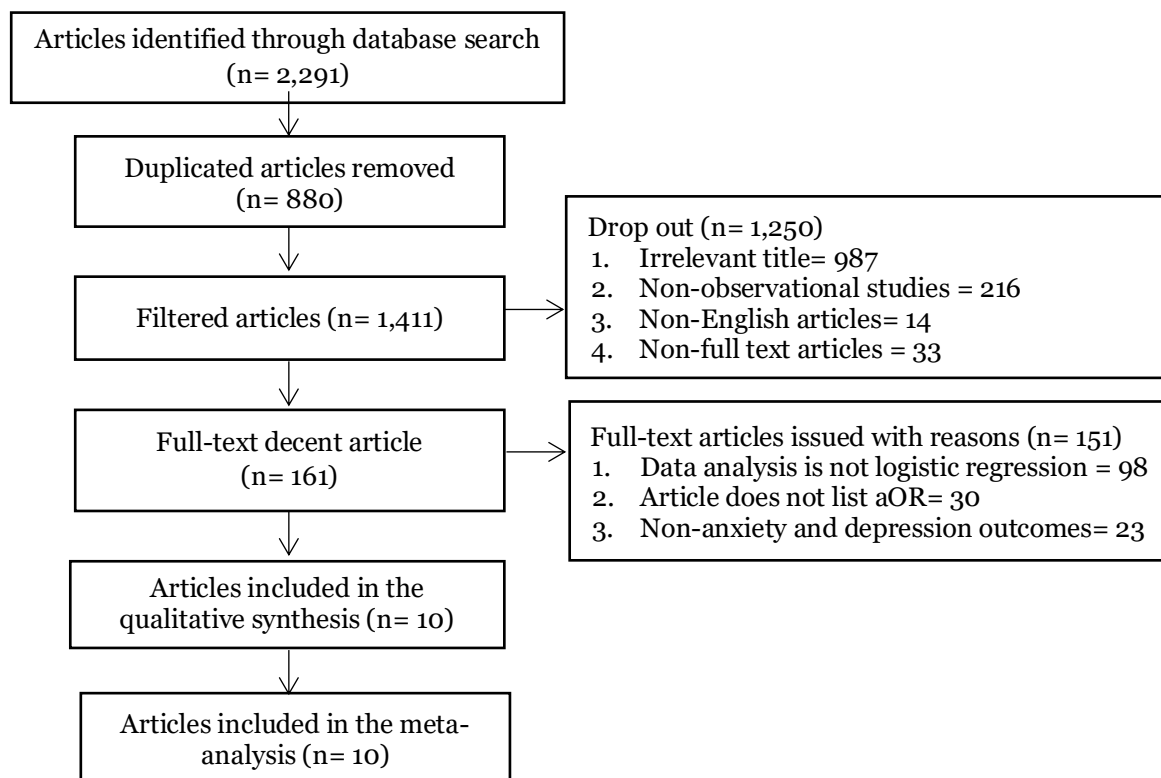 Articles identified through database search
(n= 2,291)
Duplicated articles removed
(n= 880)
Filtered articles (n= 1,411)
Drop out (n= 1,250)
1. Irrelevant title= 987
2. Non-observational studies = 216
3. Non-English articles= 14
4. Non-full text articles = 33
Full-text decent article
(n= 161)
Full-text articles issued with reasons (n= 151)
1. Data analysis is not logistic regression = 98
2. Article does not list aOR= 30
3. Non-anxiety and depression outcomes= 23
Articles included in the
qualitative synthesis (n= 10)
Articles included in the meta-
analysis (n= 10)